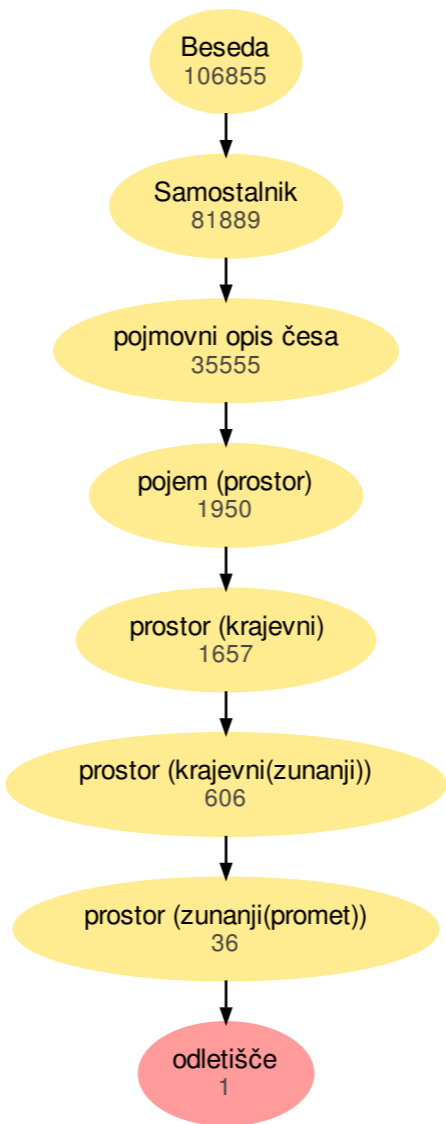 Beseda
106855
Samostalnik
81889
pojmovni opis česa
35555
pojem (prostor)
1950
prostor (krajevni)
1657
prostor (krajevni(zunanji))
606
prostor (zunanji(promet))
36
odletišče
1